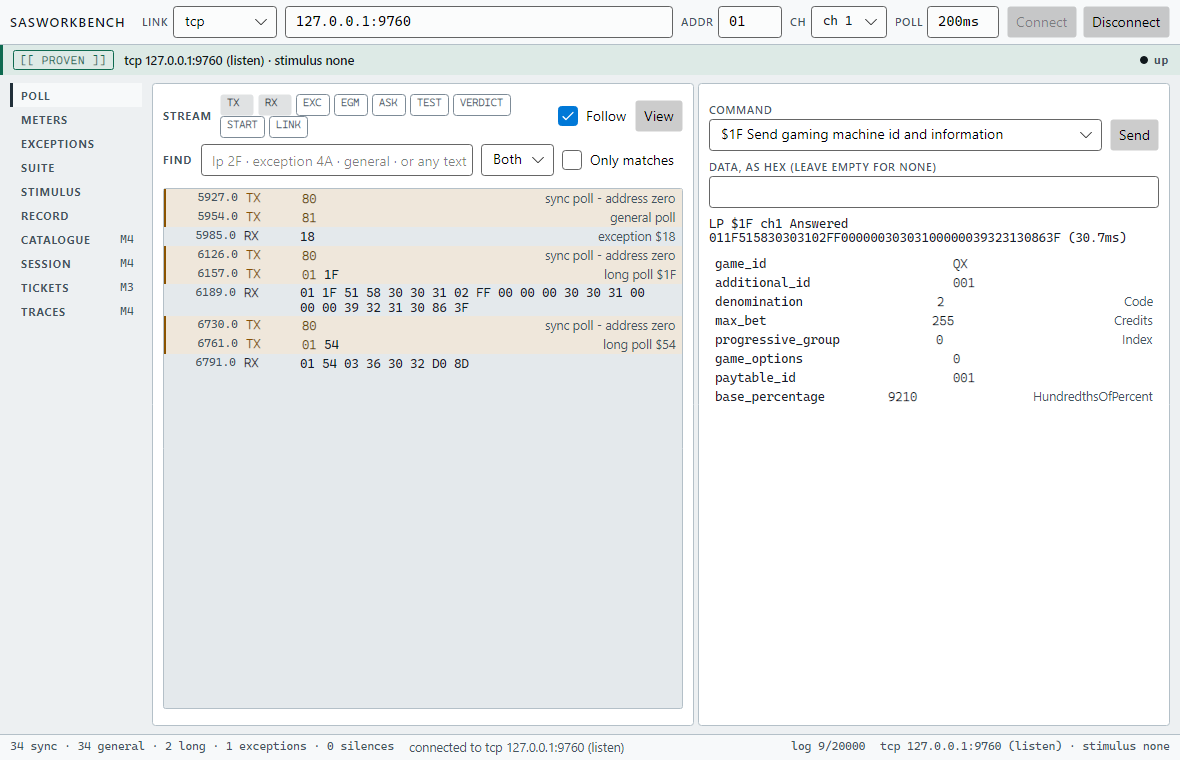 SASWORKBENCH LINK tcp 127.0.0.1:9760 ADDR 01 CH ch 1 POLL 200ms Connect Disconnect
[[ PROVEN ]] tcp 127.0.0.1:9760 (listen) · stimulus none ● up
POLL
METERS
EXCEPTIONS
SUITE
STIMULUS
RECORD
CATALOGUE M4
SESSION M4
TICKETS M3
TRACES M4
STREAM TX RX EXC EGM ASK TEST VERDICT
START LINK
Follow View
FIND lp 2F · exception 4A · general · or any text Both Only matches
5927.0 TX 80 sync poll - address zero
5954.0 TX 81 general poll
5985.0 RX 18 exception $18
6126.0 TX 80 sync poll - address zero
6157.0 TX 01 1F long poll $1F
6189.0 RX 01 1F 51 58 30 30 31 02 FF 00 00 00 30 30 31 00
00 00 39 32 31 30 86 3F
6730.0 TX 80 sync poll - address zero
6761.0 TX 01 54 long poll $54
6791.0 RX 01 54 03 36 30 32 D0 8D
COMMAND
$1F Send gaming machine id and information Send
DATA, AS HEX (LEAVE EMPTY FOR NONE)
LP $1F ch1 Answered
011F515830303102FF00000030303100000039323130863F (30.7ms)
game_id QX
additional_id 001
denomination 2 Code
max_bet 255 Credits
progressive_group 0 Index
game_options 0
paytable_id 001
base_percentage 9210 HundredthsOfPercent
34 sync · 34 general · 2 long · 1 exceptions · 0 silences connected to tcp 127.0.0.1:9760 (listen) log 9/20000 tcp 127.0.0.1:9760 (listen) · stimulus none